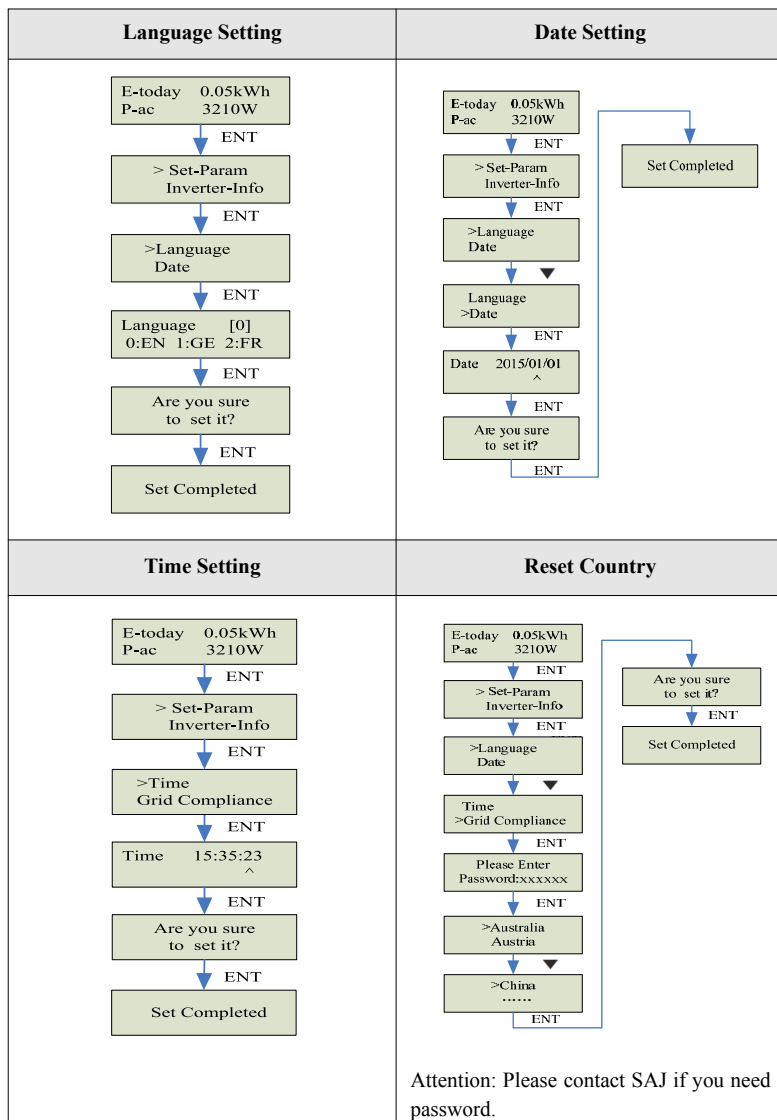 Language Setting
E-today 0.05kWh
P-ac 3210W
ENT
> Set-Param
Inverter-Info
ENT
>Language
Date
ENT
Language [0]
0:EN 1:GE 2:FR
ENT
Are you sure
to set it?
ENT
Set Completed
Date Setting
E-today 0.05kWh
P-ac 3210W
ENT
> Set-Param
Inverter-Info
ENT
>Language
Date
▼
Language
>Date
ENT
Date 2015/01/01
^
ENT
Are you sure
to set it?
ENT
Set Completed
Time Setting
E-today 0.05kWh
P-ac 3210W
ENT
> Set-Param
Inverter-Info
ENT
>Time
Grid Compliance
ENT
Time 15:35:23
^
ENT
Are you sure
to set it?
ENT
Set Completed
Reset Country
E-today 0.05kWh
P-ac 3210W
ENT
> Set-Param
Inverter-Info
ENT
>Language
Date
▼
Time
>Grid Compliance
ENT
Please Enter
Password:xxxxxx
ENT
>Australia
Austria
▼
>China
......
ENT
Are you sure
to set it?
ENT
Set Completed
Attention: Please contact SAJ if you need
password.